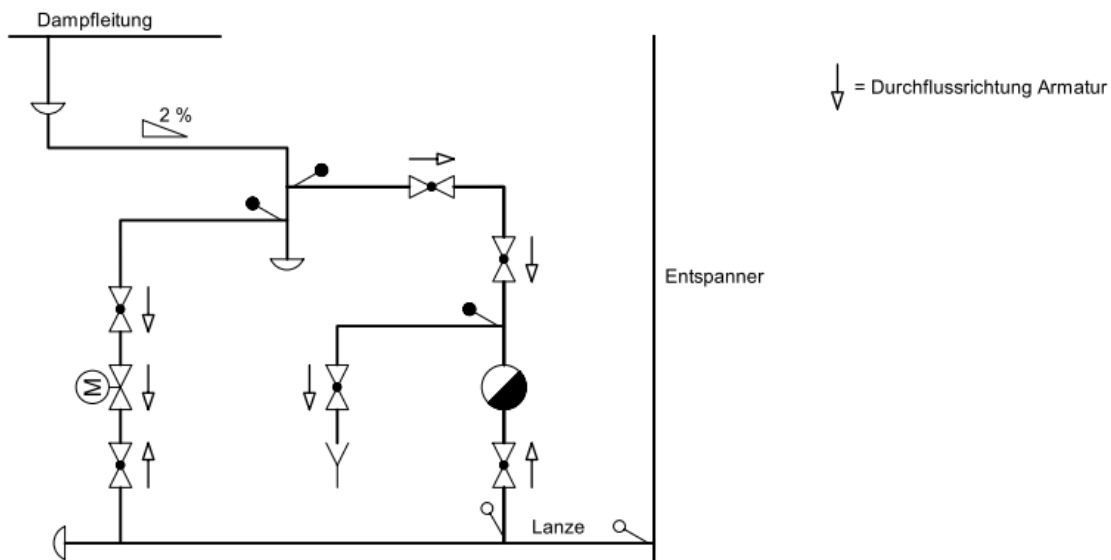 Dampfleitung
= Durchflussrichtung Armatur
2 %
Entspanner
M
Lanze